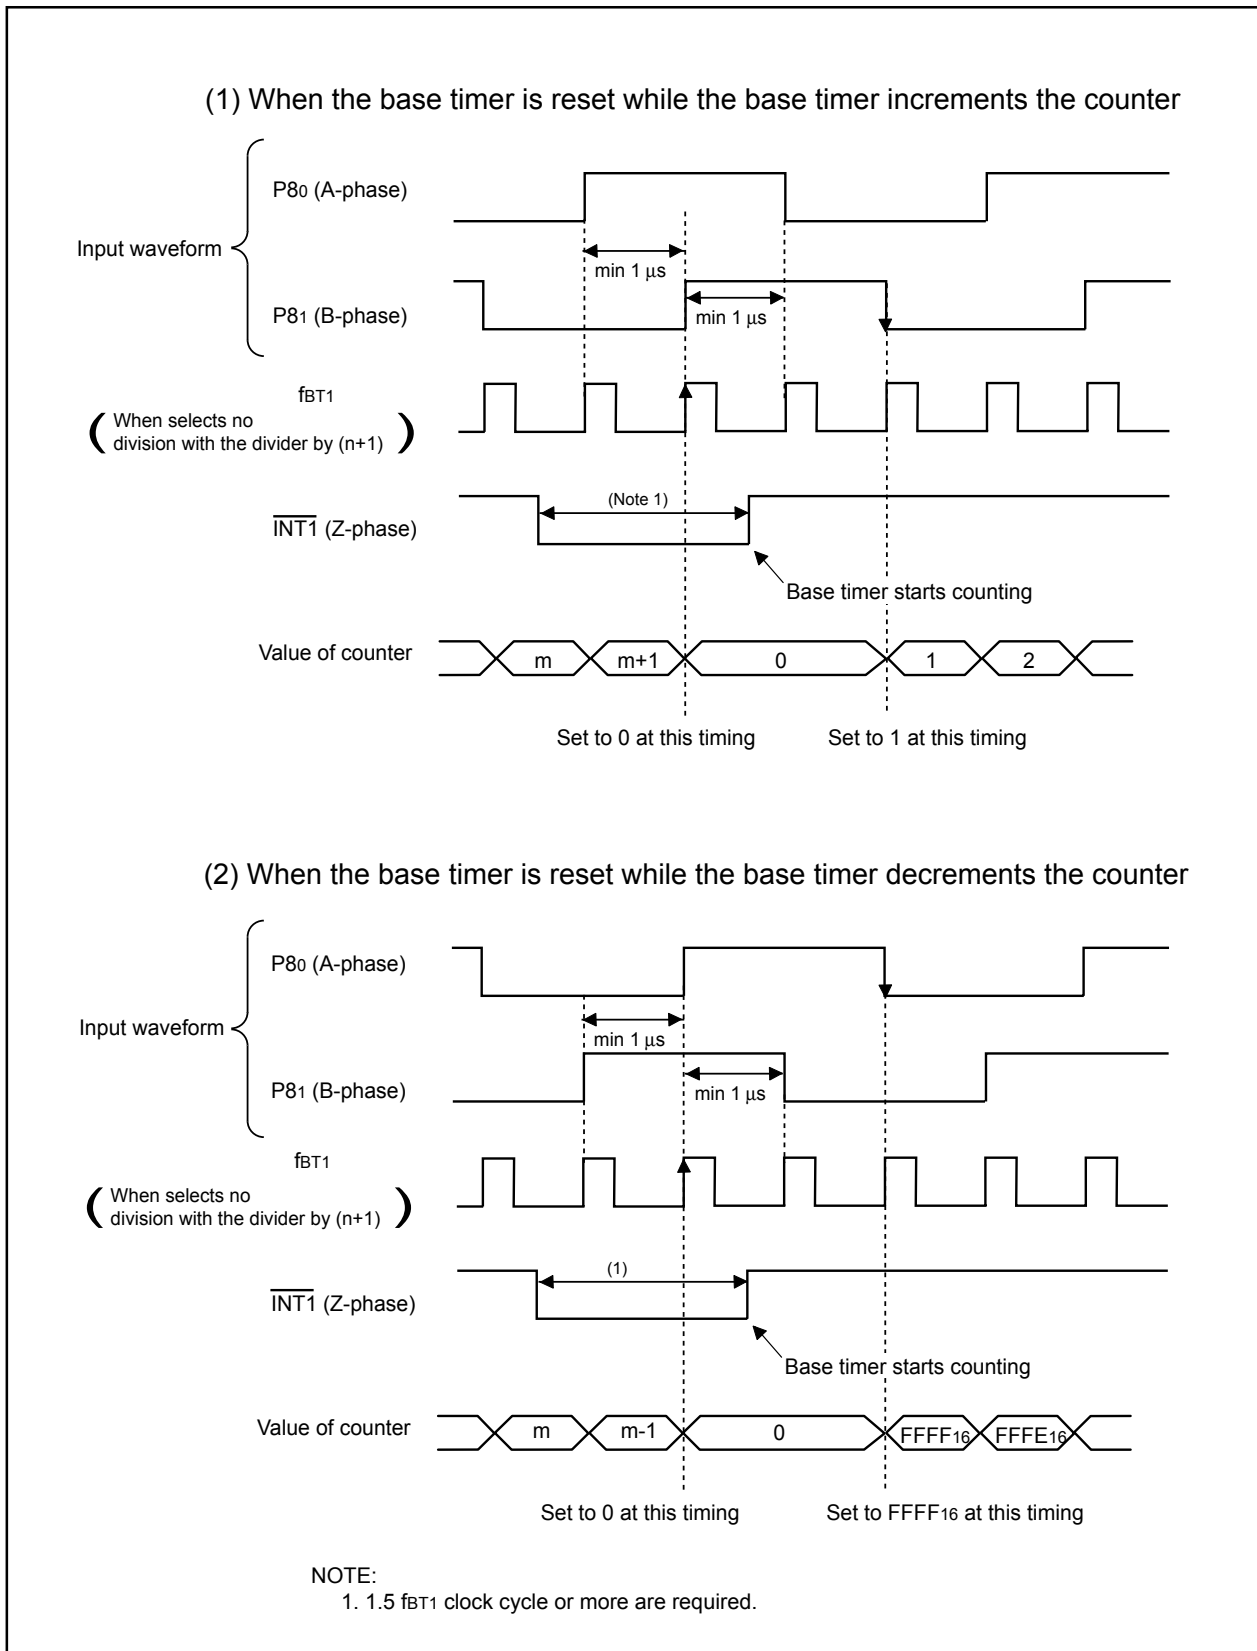 (1) When the base timer is reset while the base timer increments the counter
P80 (A-phase)
Input waveform
min 1 μs
P81 (B-phase)
min 1 μs
fBT1
(When selects no
division with the divider by (n+1))
(Note 1)
INT1 (Z-phase)
Base timer starts counting
Value of counter m m+1 0 1 2
Set to 0 at this timing Set to 1 at this timing
(2) When the base timer is reset while the base timer decrements the counter
P80 (A-phase)
Input waveform
min 1 μs
P81 (B-phase)
min 1 μs
fBT1
(When selects no
division with the divider by (n+1))
(1)
INT1 (Z-phase)
Base timer starts counting
Value of counter m m-1 0 FFFF16 FFFE16
Set to 0 at this timing Set to FFFF16 at this timing
NOTE:
1. 1.5 fBT1 clock cycle or more are required.